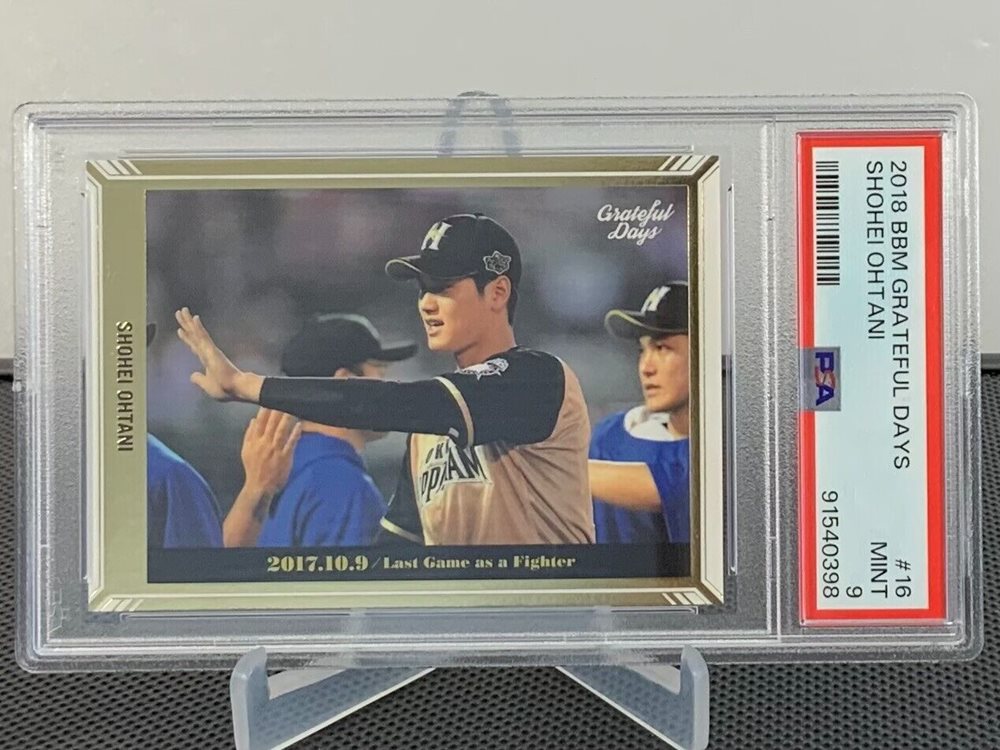 Grateful
Days
SHOHEI OHTANI
2017.10.9 / Last Game as a Fighter
2018 BBM GRATEFUL DAYS
SHOHEI OHTANI
#16
MINT
9
91540398
PSA